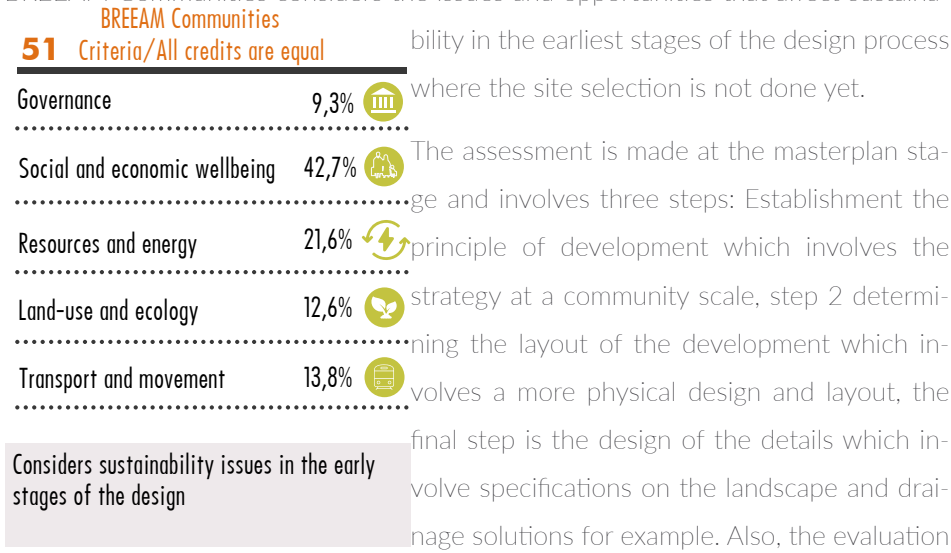 BREEAM Communities
51 Criteria/All credits are equal
Governance 9,3%
Social and economic wellbeing 42,7%
Resources and energy 21,6%
Land-use and ecology 12,6%
Transport and movement 13,8%
Considers sustainability issues in the early
stages of the design
bility in the earliest stages of the design process
where the site selection is not done yet.
The assessment is made at the masterplan sta-
ge and involves three steps: Establishment the
principle of development which involves the
strategy at a community scale, step 2 determi-
ning the layout of the development which in-
volves a more physical design and layout, the
final step is the design of the details which in-
volve specifications on the landscape and drai-
nage solutions for example. Also, the evaluation